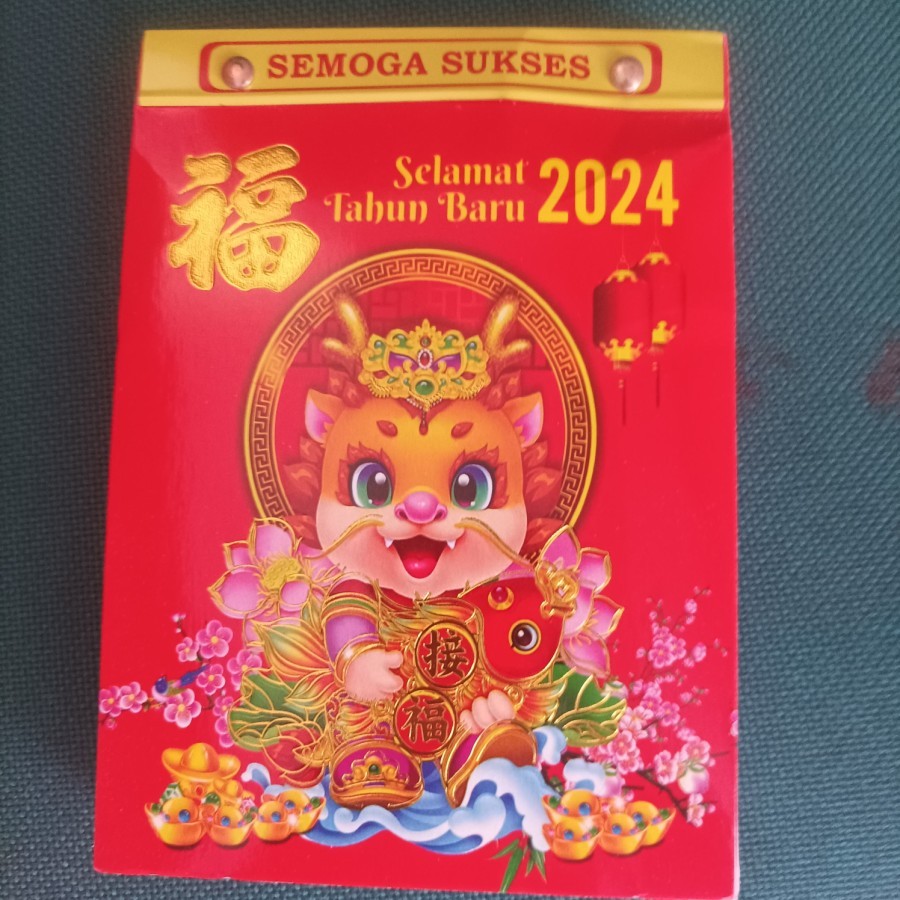 SEMOGA SUKSES
福
Selamat
Tahun Baru 2024
接
福